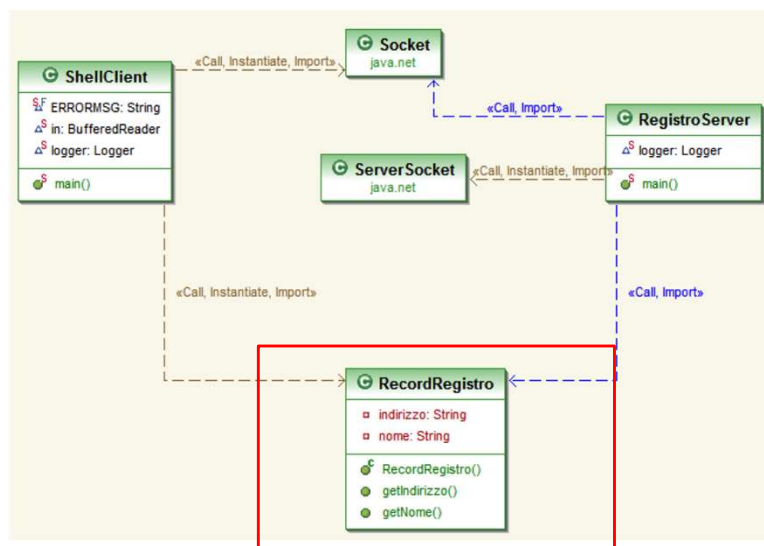 Socket
java.net
«Call, Instantiate, Import»
ShellClient
ERRORMSG: String
in: BufferedReader
logger: Logger
main()
«Call, Import»
RegistroServer
logger: Logger
main()
ServerSocket
java.net
«Call, Instantiate, Import»
«Call, Instantiate, Import»
«Call, Import»
RecordRegistro
indirizzo: String
nome: String
RecordRegistro()
getIndirizzo()
getNome()